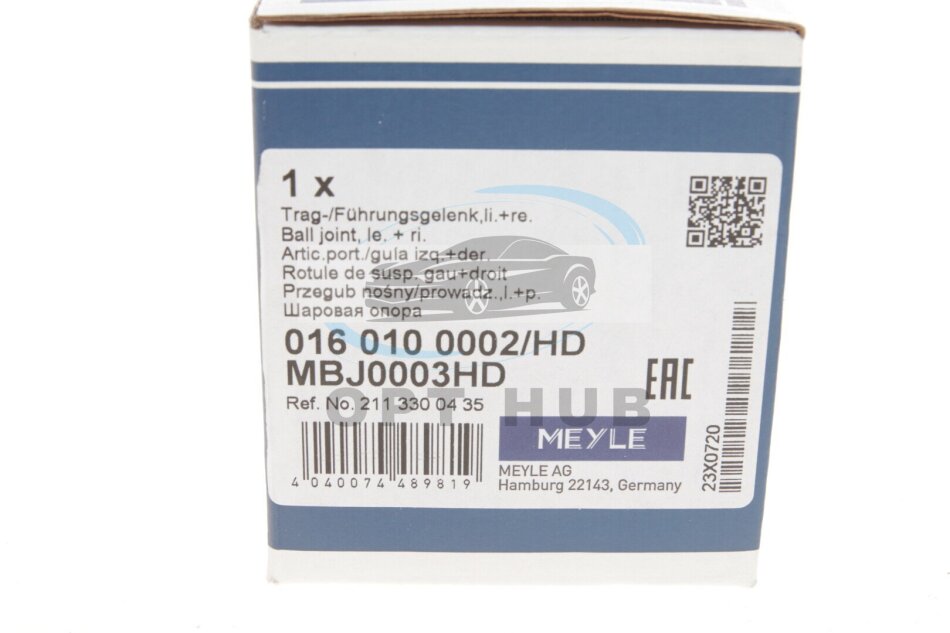 1 x
Trag-/Führungsgelenk,li.+re.
Ball joint, le. + ri.
Artic.port./guía izq.+der.
Rotule de susp. gau+droit
Przegub nośny/prowadz.,l.+p.
Шаровая опора
016 010 0002/HD
MBJ0003HD
EAC
Ref. No. 211 330 04 35
OPT HUB
MEYLE
4 040074 489819
MEYLE AG
Hamburg 22143, Germany
23X0720